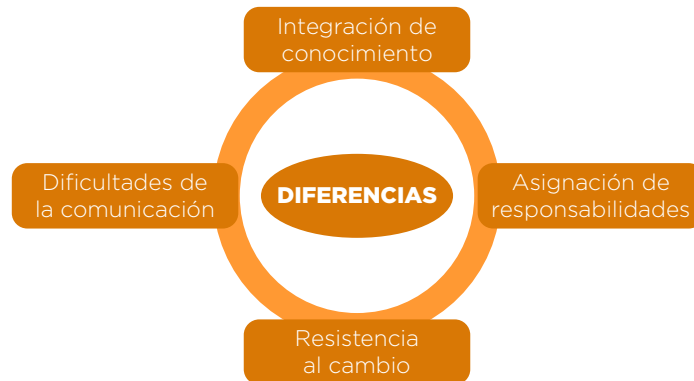 Integración de
conocimiento
Dificultades de
la comunicación
DIFERENCIAS
Asignación de
responsabilidades
Resistencia
al cambio